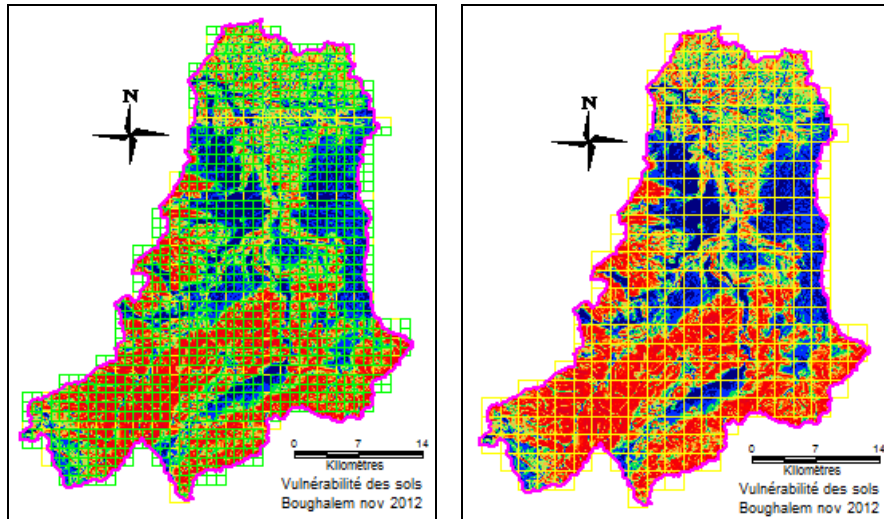 N
0 7 14
Kilomètres
Vulnérabilité des sols
Boughalem nov 2012
N
0 7 14
Kilomètres
Vulnérabilité des sols
Boughalem nov 2012